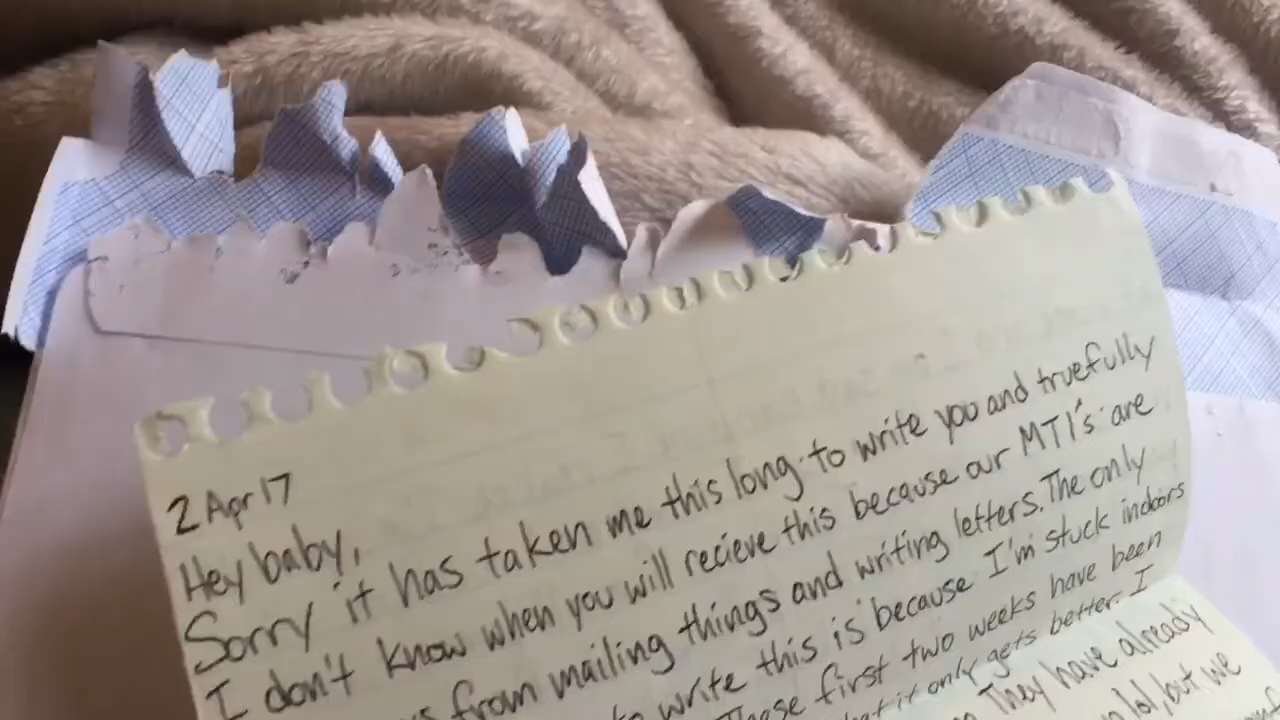 2 Apr 17
Hey baby,
Sorry it has taken me this long to write you and truefully
I don't know when you will recieve this because our MTI's are
from mailing things and writing letters. The only
write this is because I'm stuck indoors
These first two weeks have been
it only gets better. I
They have already
lol, but we